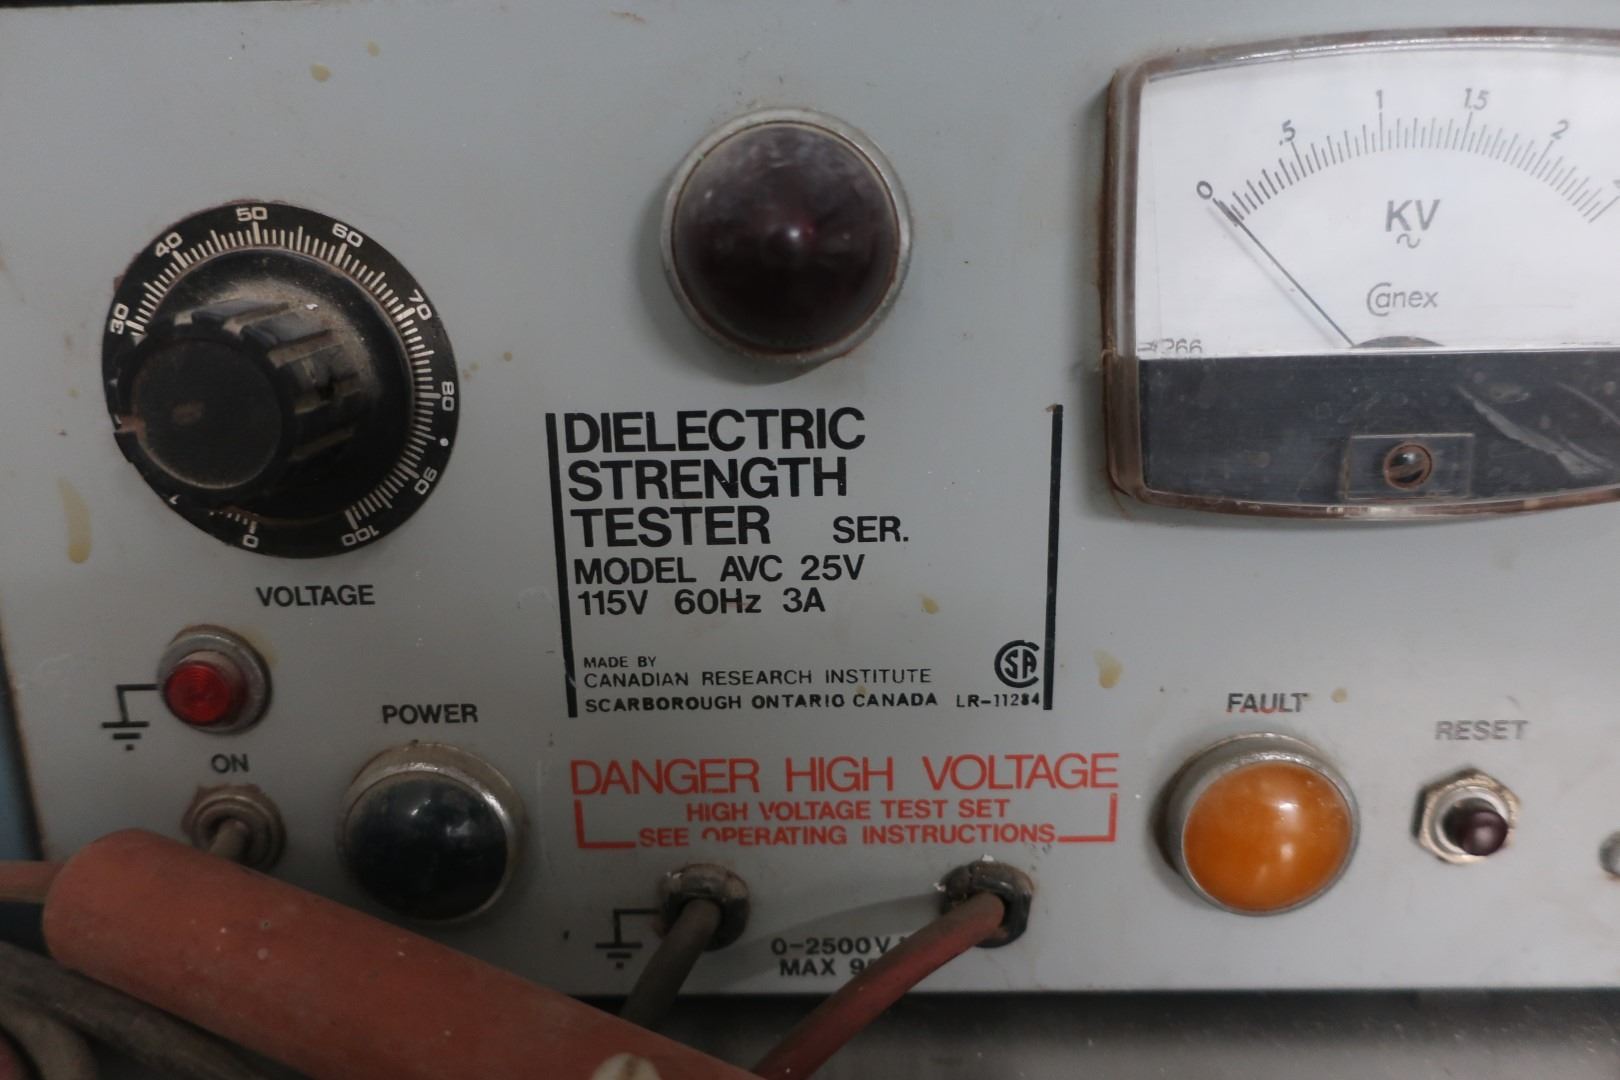 50
40
60
30
70
80
90
0
100
VOLTAGE
ON
POWER
DIELECTRIC
STRENGTH
TESTER SER.
MODEL AVC 25V
115V 60Hz 3A
MADE BY
CANADIAN RESEARCH INSTITUTE
SCARBOROUGH ONTARIO CANADA LR-11284
SA
DANGER HIGH VOLTAGE
HIGH VOLTAGE TEST SET
SEE OPERATING INSTRUCTIONS
0-2500V
MAX
0 .5 1 1.5 2
KV
Canex
FAULT
RESET